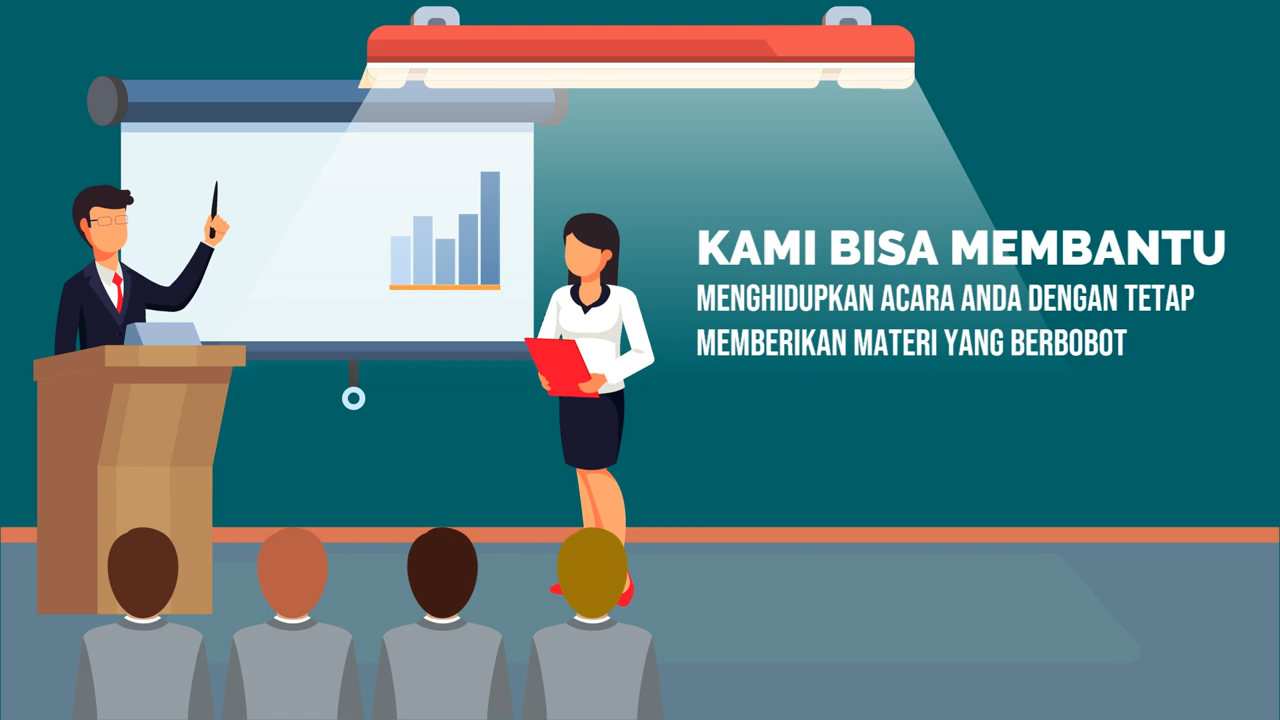 KAMI BISA MEMBANTU
MENGHIDUPKAN ACARA ANDA DENGAN TETAP
MEMBERIKAN MATERI YANG BERBOBOT